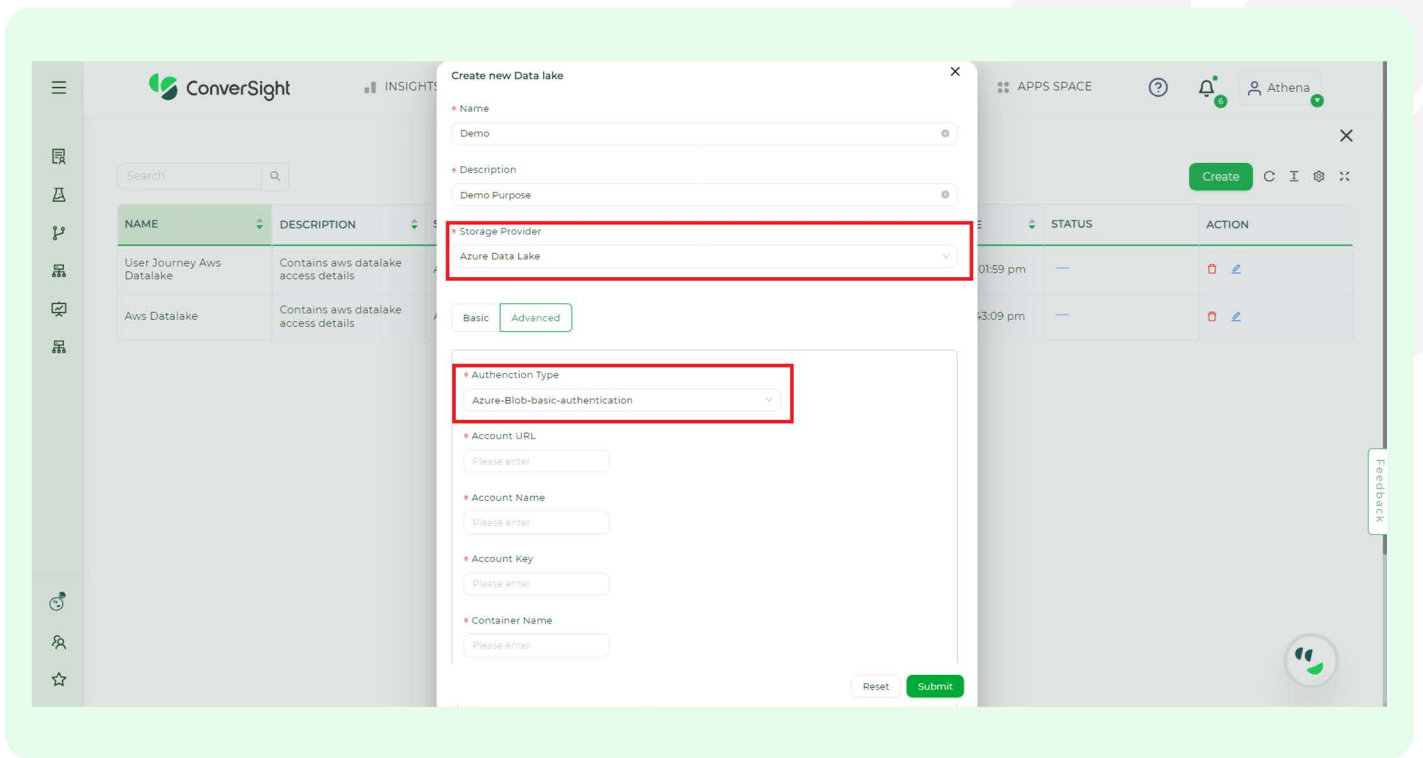 ConverSight
INSIGHTS
APPS SPACE
6
Athena
Create new Data lake
* Name
Demo
* Description
Demo Purpose
* Storage Provider
Azure Data Lake
Basic
Advanced
* Authenction Type
Azure-Blob-basic-authentication
* Account URL
Please enter
* Account Name
Please enter
* Account Key
Please enter
* Container Name
Please enter
Reset
Submit
Search
Create
NAME
DESCRIPTION
STATUS
ACTION
User Journey Aws
Datalake
Contains aws datalake
access details
01:59 pm
Aws Datalake
Contains aws datalake
access details
43:09 pm
Feedback